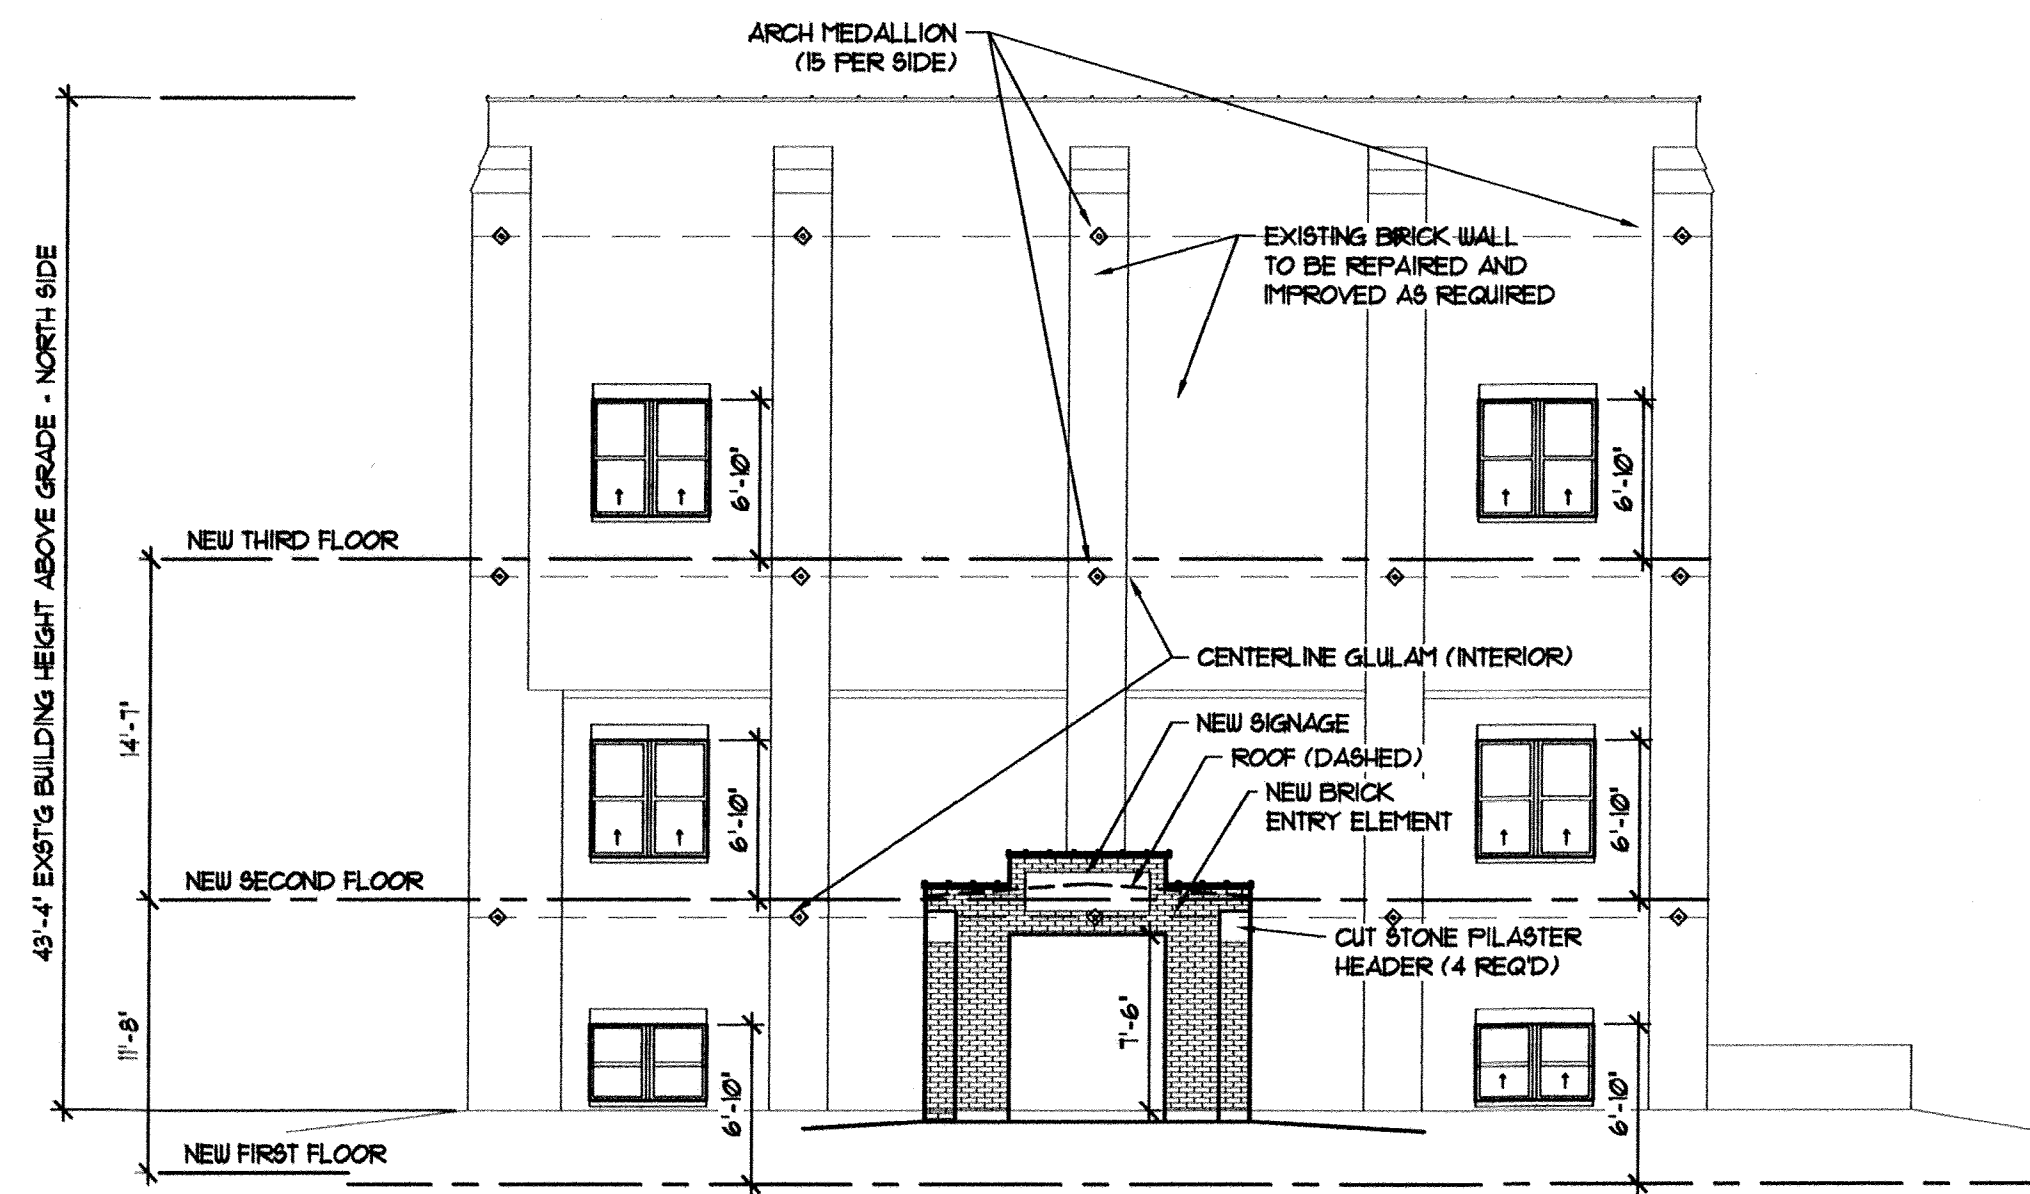 ARCH MEDALLION
(15 PER SIDE)
EXISTING BRICK WALL
TO BE REPAIRED AND
IMPROVED AS REQUIRED
43'-4" EXIST'G BUILDING HEIGHT ABOVE GRADE - NORTH SIDE
6'-10"
6'-10"
NEW THIRD FLOOR
CENTERLINE GLULAM (INTERIOR)
14'-7"
NEW SIGNAGE
ROOF (DASHED)
NEW BRICK
ENTRY ELEMENT
6'-10"
6'-10"
NEW SECOND FLOOR
CUT STONE PILASTER
HEADER (4 REQ'D)
11'-8"
7'-6"
6'-10"
6'-10"
NEW FIRST FLOOR